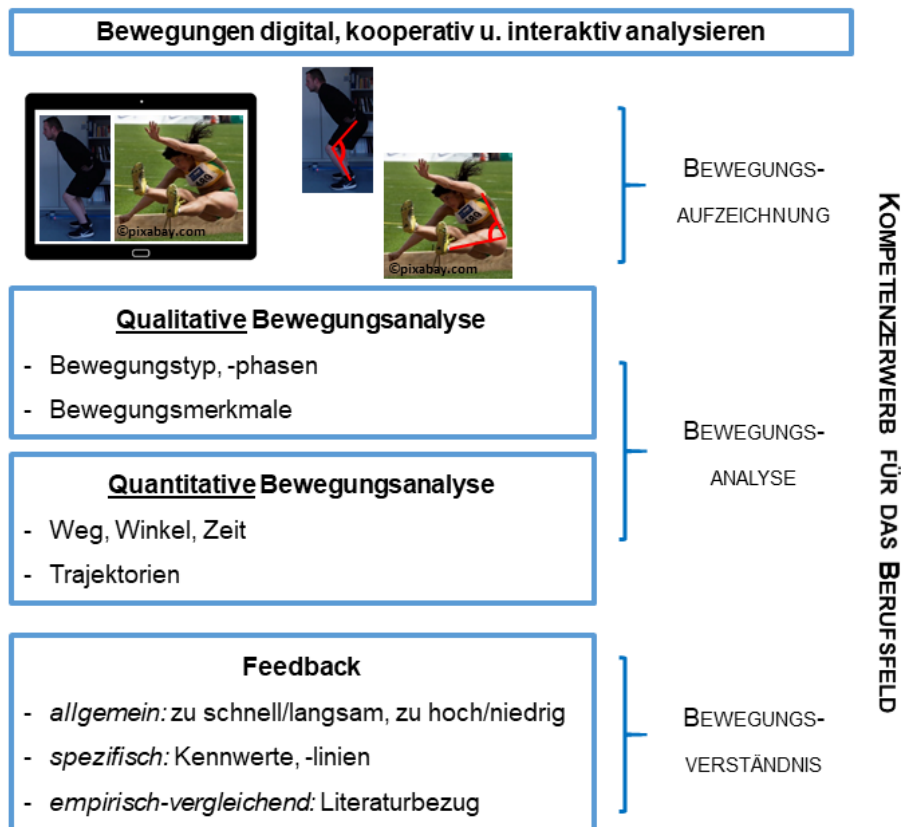 Bewegungen digital, kooperativ u. interaktiv analysieren
©pixabay.com
©pixabay.com
BEWEGUNGS-
AUFZEICHNUNG
Qualitative Bewegungsanalyse
- Bewegungstyp, -phasen
- Bewegungsmerkmale
Quantitative Bewegungsanalyse
- Weg, Winkel, Zeit
- Trajektorien
BEWEGUNGS-
ANALYSE
Feedback
- allgemein: zu schnell/langsam, zu hoch/niedrig
- spezifisch: Kennwerte, -linien
- empirisch-vergleichend: Literaturbezug
BEWEGUNGS-
VERSTÄNDNIS
KOMPETENZERWERB FÜR DAS BERUFSFELD